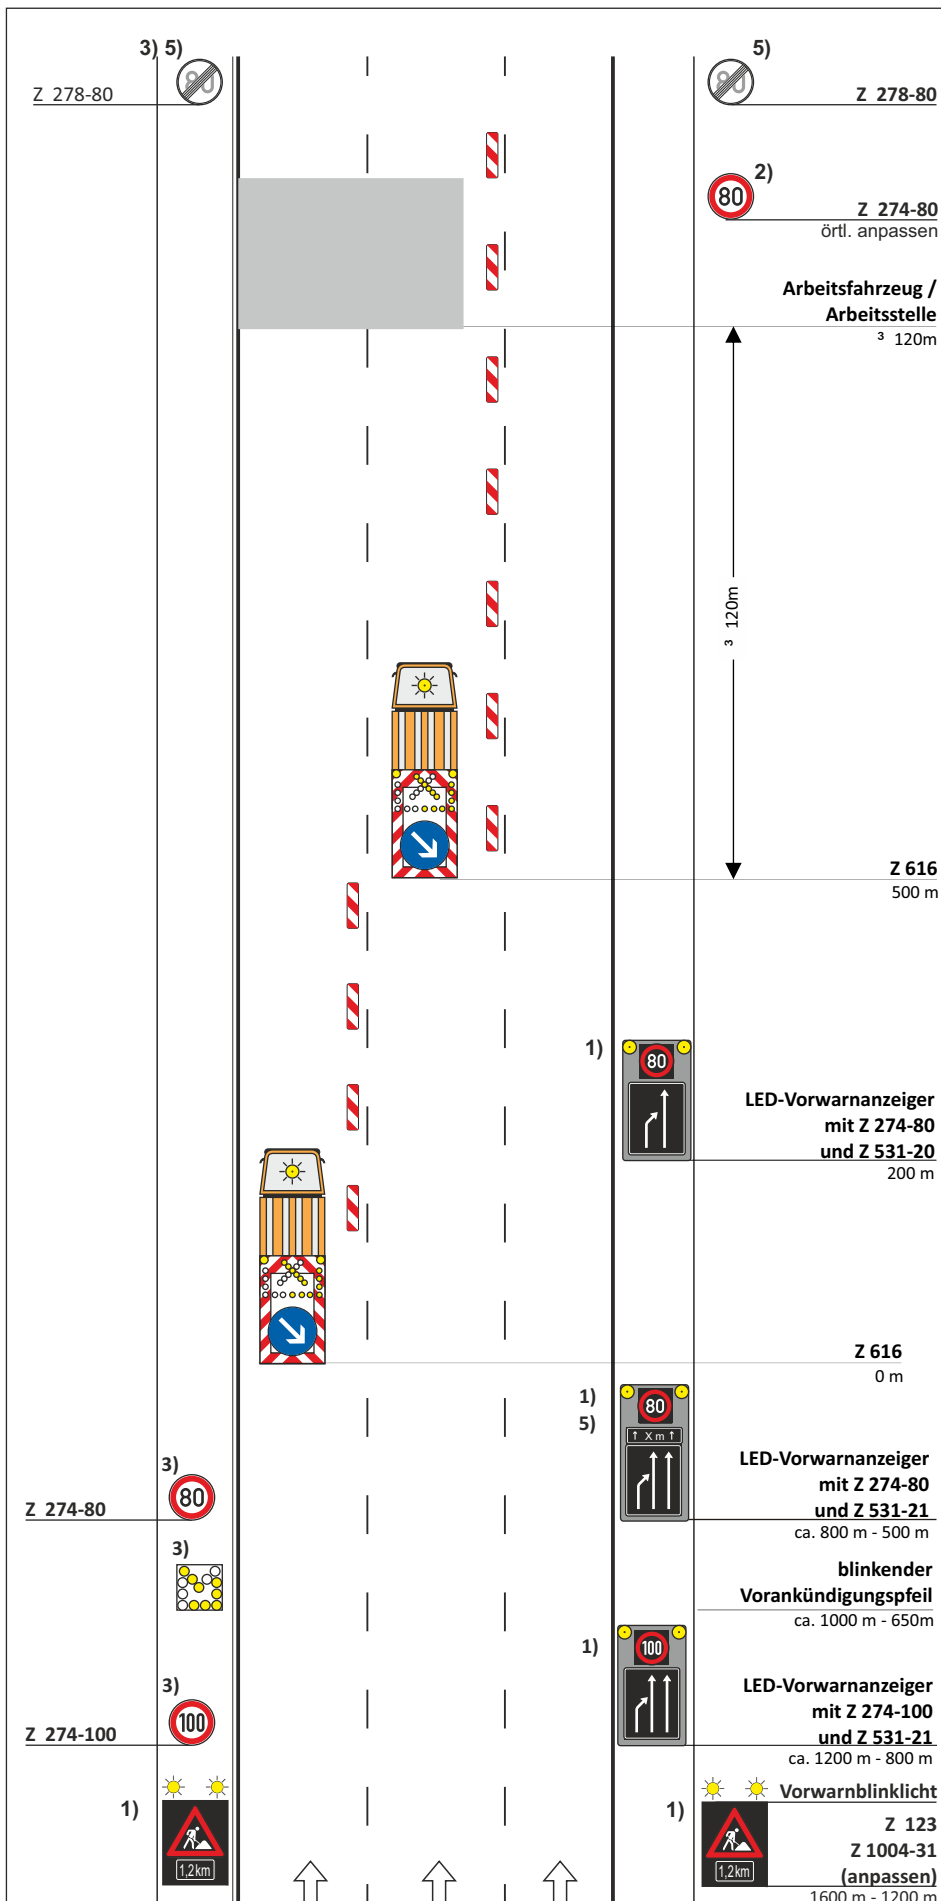 3) 5)
5)
80
80
Z 278-80
Z 278-80
2)
80
Z 274-80
örtl. anpassen
Arbeitsfahrzeug /
Arbeitsstelle
³ 120m
³ 120m
Z 616
500 m
1)
80
LED-Vorwarnanzeiger
mit Z 274-80
und Z 531-20
200 m
Z 616
0 m
1)
5)
80
↑ X m ↑
LED-Vorwarnanzeiger
mit Z 274-80
und Z 531-21
ca. 800 m - 500 m
3)
80
Z 274-80
3)
blinkender
Vorankündigungspfeil
ca. 1000 m - 650m
1)
100
LED-Vorwarnanzeiger
mit Z 274-100
und Z 531-21
ca. 1200 m - 800 m
3)
100
Z 274-100
Vorwarnblinklicht
1)
1,2km
1)
1,2km
Z 123
Z 1004-31
(anpassen)
1600 m - 1200 m